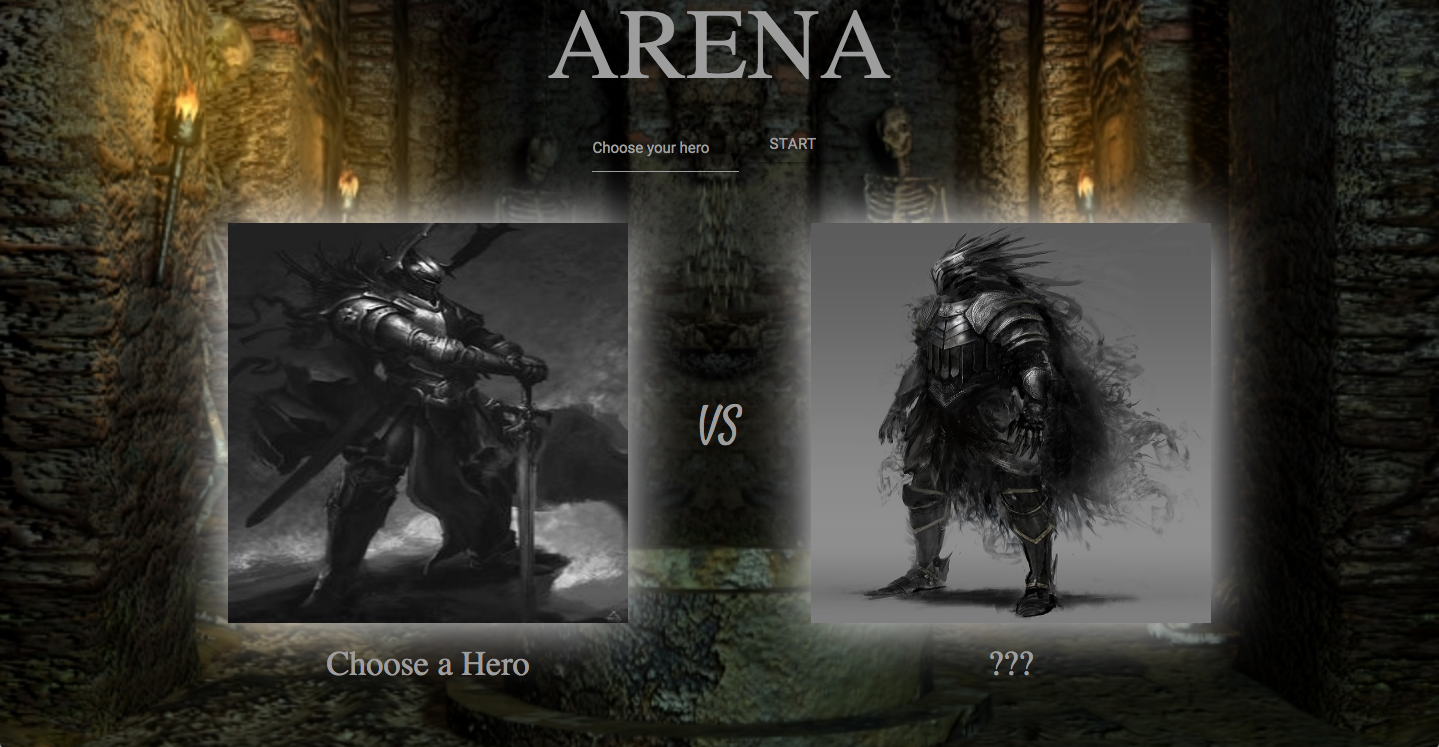 ARENA
Choose your hero
START
VS
Choose a Hero
???